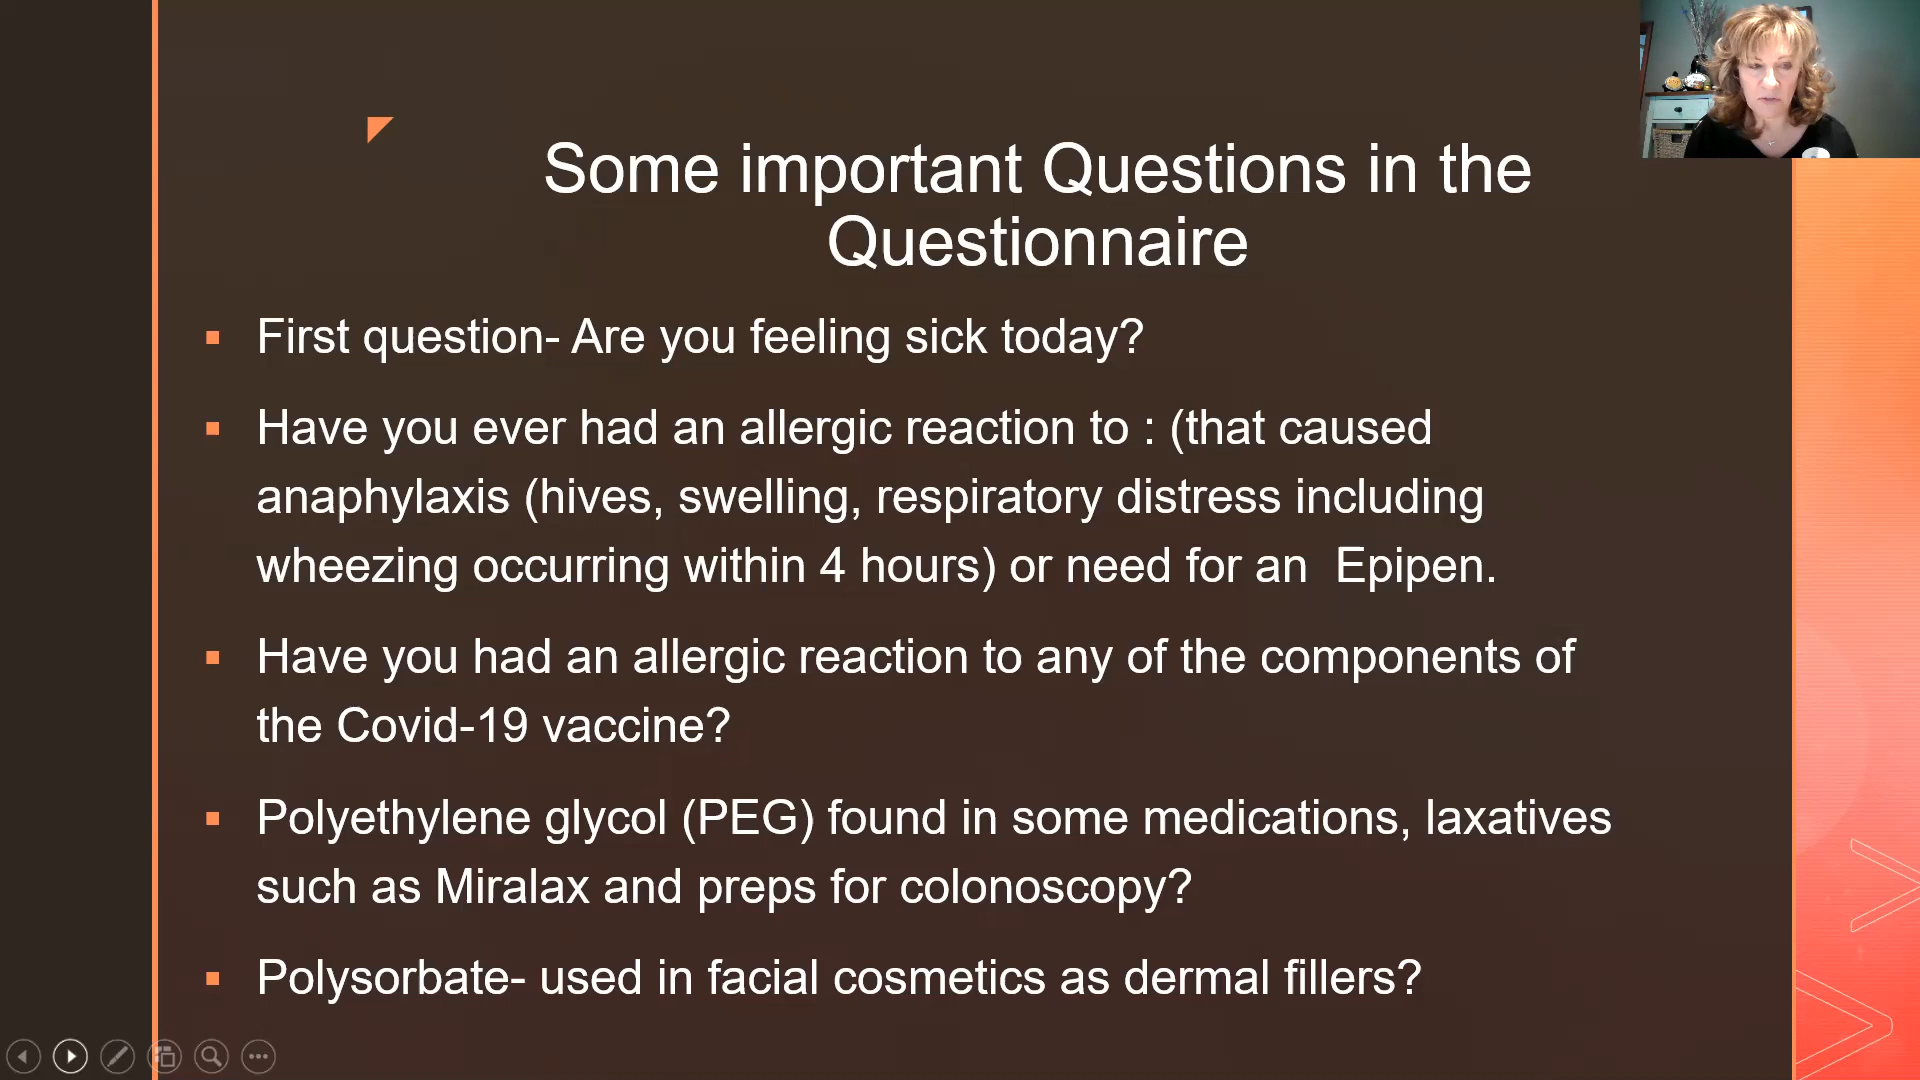 Some important Questions in the
Questionnaire
First question- Are you feeling sick today?
Have you ever had an allergic reaction to : (that caused
anaphylaxis (hives, swelling, respiratory distress including
wheezing occurring within 4 hours) or need for an  Epipen.
Have you had an allergic reaction to any of the components of
the Covid-19 vaccine?
Polyethylene glycol (PEG) found in some medications, laxatives
such as Miralax and preps for colonoscopy?
Polysorbate- used in facial cosmetics as dermal fillers?